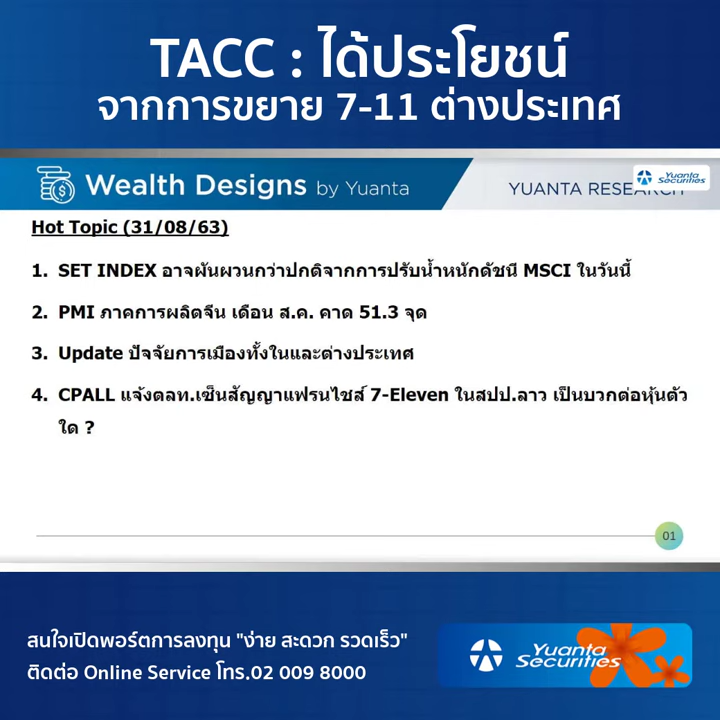 TACC : ได้ประโยชน์
จากการขยาย 7-11 ต่างประเทศ
Wealth Designs by Yuanta
YUANTA RESEARCH
Yuanta
Securities
Hot Topic (31/08/63)
1. SET INDEX อาจผันผวนกว่าปกติจากการปรับน้ำหนักดัชนี MSCI ในวันนี้
2. PMI ภาคการผลิตจีน เดือน ส.ค. คาด 51.3 จุด
3. Update ปัจจัยการเมืองทั้งในและต่างประเทศ
4. CPALL แจ้งตลท.เซ็นสัญญาแฟรนไชส์ 7-Eleven ในสปป.ลาว เป็นบวกต่อหุ้นตัว
ใด ?
01
สนใจเปิดพอร์ตการลงทุน "ง่าย สะดวก รวดเร็ว"
ติดต่อ Online Service โทร.02 009 8000
Yuanta
Securities